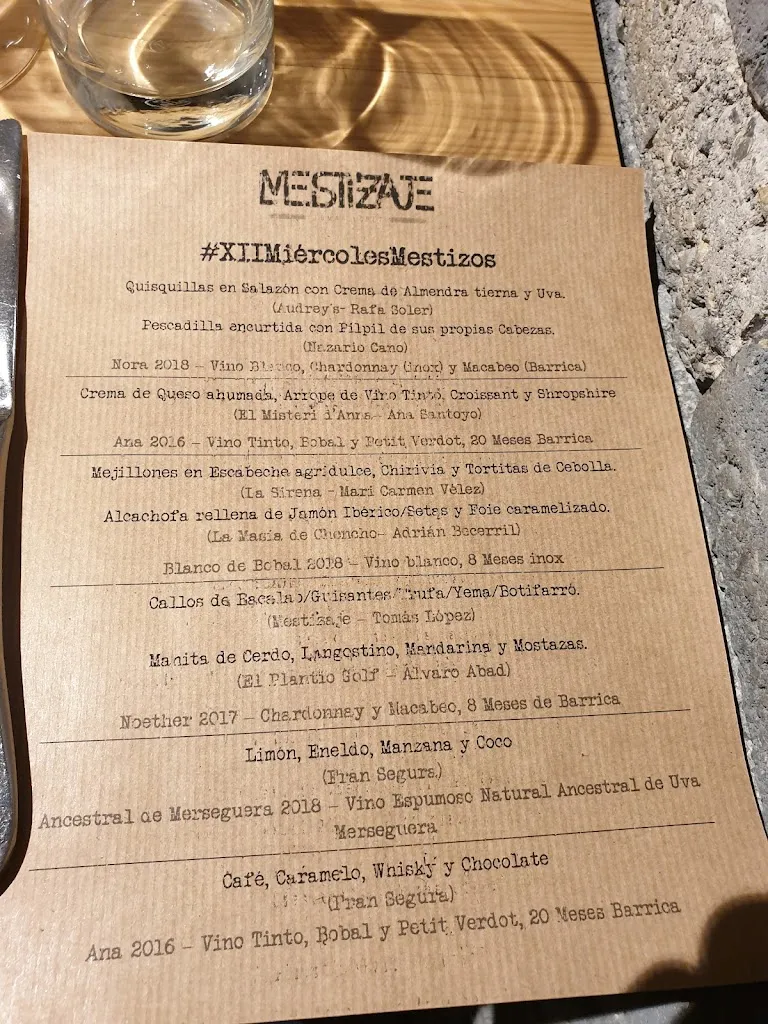 MESTIZAJE
#XIIMiércolesMestizos
Quisquillas en Salazón con Crema de Almendra tierna y Uva.
(Audrey's- Rafa Soler)
Pescadilla encurtida con Pilpil de sus propias Cabezas.
(Nazario Cano)
Nora 2018 - Vino Blanco, Chardonnay (inox) y Macabeo (Barrica)
Crema de Queso ahumada, Arrope de Vino Tinto, Croissant y Shropshire
(El Misteri d'Anna- Ana Santoyo)
Ana 2016 - Vino Tinto, Bobal y Petit Verdot, 20 Meses Barrica
Mejillones en Escabeche agridulce, Chirivia y Tortitas de Cebolla.
(La Sirena - Mari Carmen Vélez)
Alcachofa rellena de Jamón Ibérico/Setas y Foie caramelizado.
(La Masía de Chencho- Adrián Becerril)
Blanco de Bobal 2018 - Vino blanco, 8 Meses inox
Callos de Bacalao/Guisantes/Trufa/Yema/Botifarró.
(Mestizaje - Tomás López)
Manita de Cerdo, Langostino, Mandarina y Mostazas.
(El Plantio Golf - Álvaro Abad)
Noether 2017 - Chardonnay y Macabeo, 8 Meses de Barrica
Limón, Eneldo, Manzana y Coco
(Fran Segura)
Ancestral de Merseguera 2018 - Vino Espumoso Natural Ancestral de Uva
Merseguera
Café, Caramelo, Whisky y Chocolate
(Fran Segura)
Ana 2016 - Vino Tinto, Bobal y Petit Verdot, 20 Meses Barrica